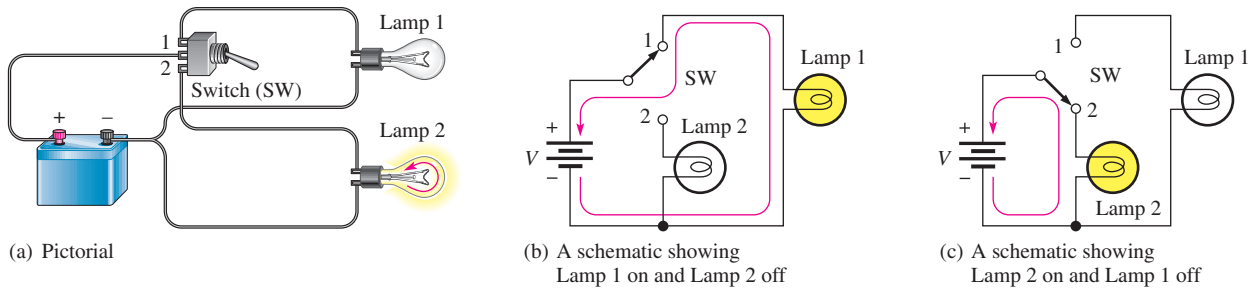 Lamp 1
1
2
Switch (SW)
+ −
Lamp 2
(a) Pictorial
1
SW
Lamp 1
2
Lamp 2
+
V
−
(b) A schematic showing
Lamp 1 on and Lamp 2 off
1
Lamp 1
SW
2
+
V
−
Lamp 2
(c) A schematic showing
Lamp 2 on and Lamp 1 off